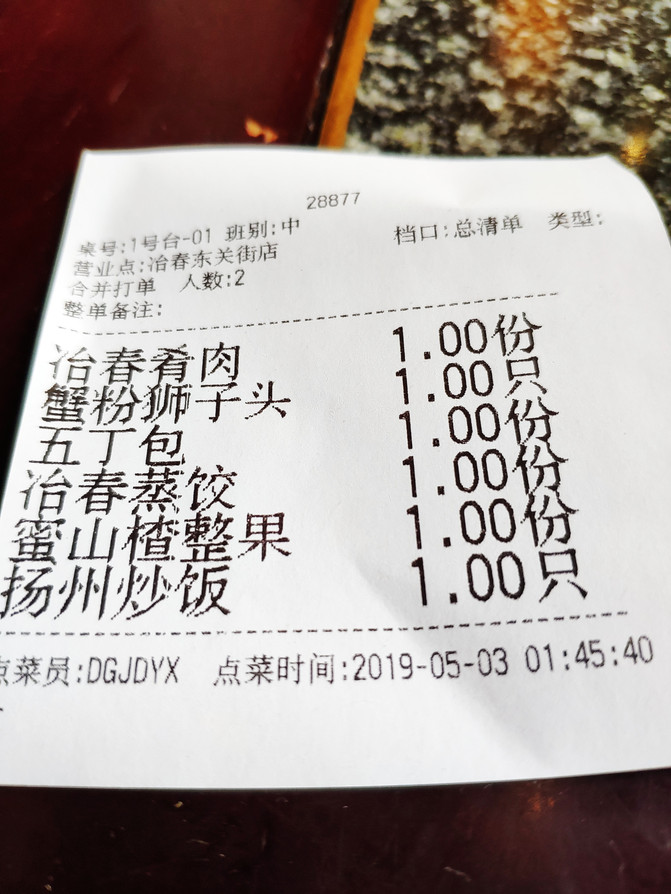 28877
桌号:1号台-01 班别:中 档口:总清单 类型:
营业点:冶春东关街店
合并打单 人数:2
整单备注:
冶春肴肉 1.00份
蟹粉狮子头 1.00只
五丁包 1.00份
冶春蒸饺 1.00份
蜜山楂整果 1.00份
扬州炒饭 1.00只
点菜员:DGJDYX 点菜时间:2019-05-03 01:45:40